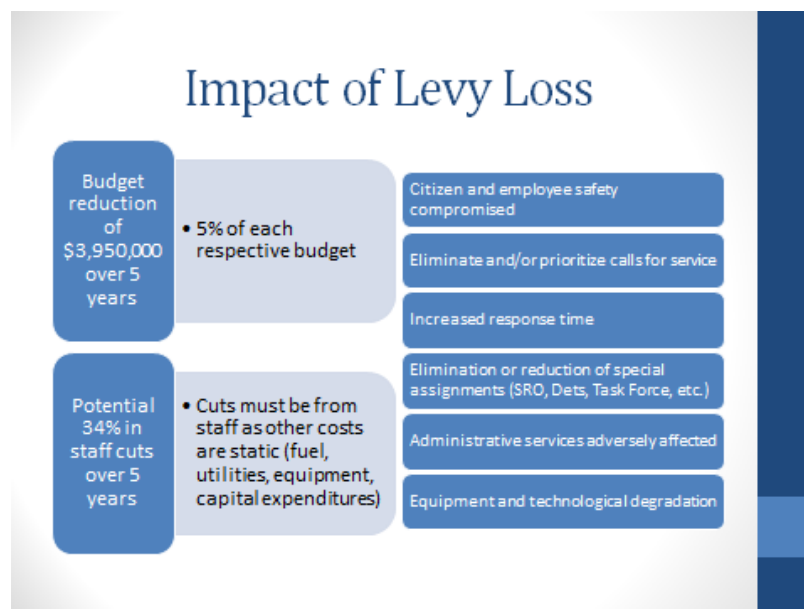 Impact of Levy Loss
Budget
reduction
of
$3,950,000
over 5
years
• 5% of each
respective budget
Potential
34% in
staff cuts
over 5
years
• Cuts must be from
staff as other costs
are static (fuel,
utilities, equipment,
capital expenditures)
Citizen and employee safety
compromised
Eliminate and/or prioritize calls for service
Increased response time
Elimination or reduction of special
assignments (SRO, Dets, Task Force, etc.)
Administrative services adversely affected
Equipment and technological degradation